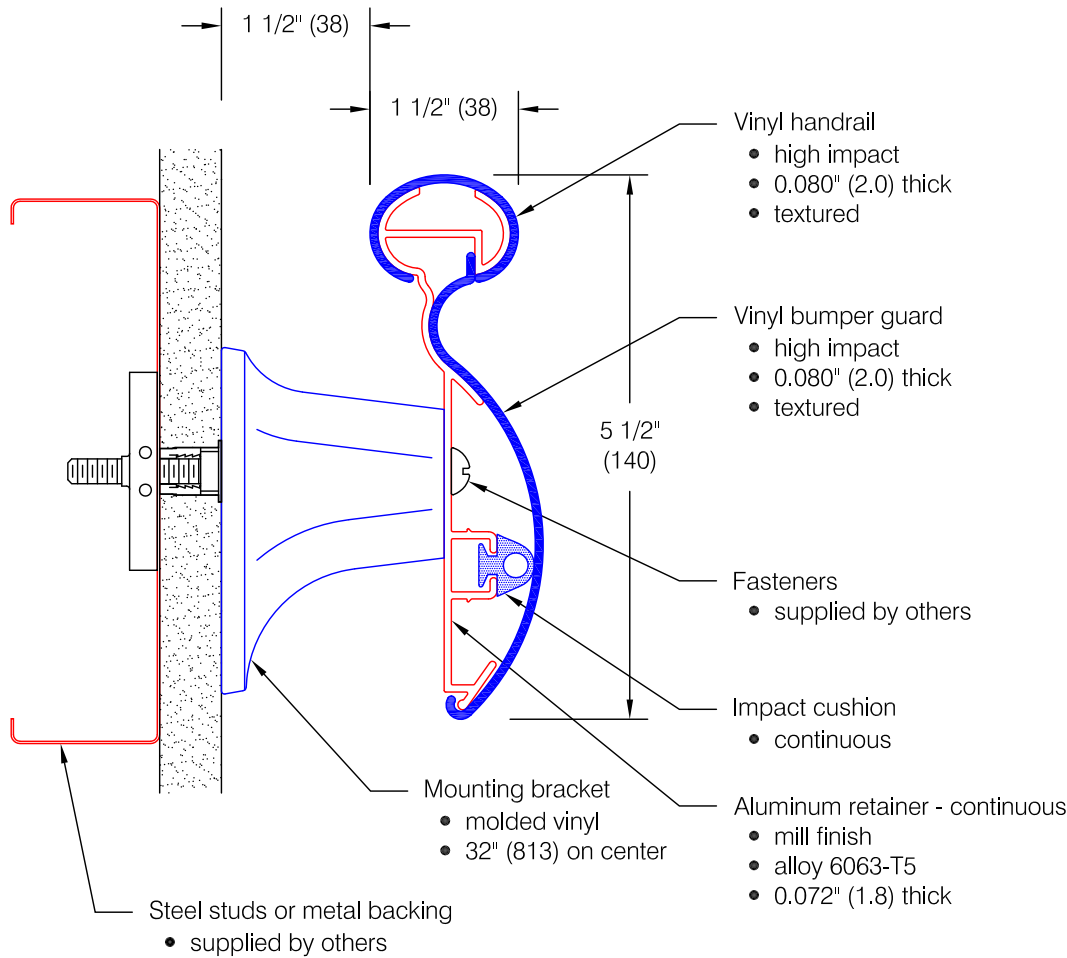 1 1/2" (38)
1 1/2" (38)
Vinyl handrail
• high impact
• 0.080" (2.0) thick
• textured
Vinyl bumper guard
• high impact
• 0.080" (2.0) thick
• textured
5 1/2"
(140)
Fasteners
• supplied by others
Impact cushion
• continuous
Mounting bracket
• molded vinyl
• 32" (813) on center
Aluminum retainer - continuous
• mill finish
• alloy 6063-T5
• 0.072" (1.8) thick
Steel studs or metal backing
• supplied by others